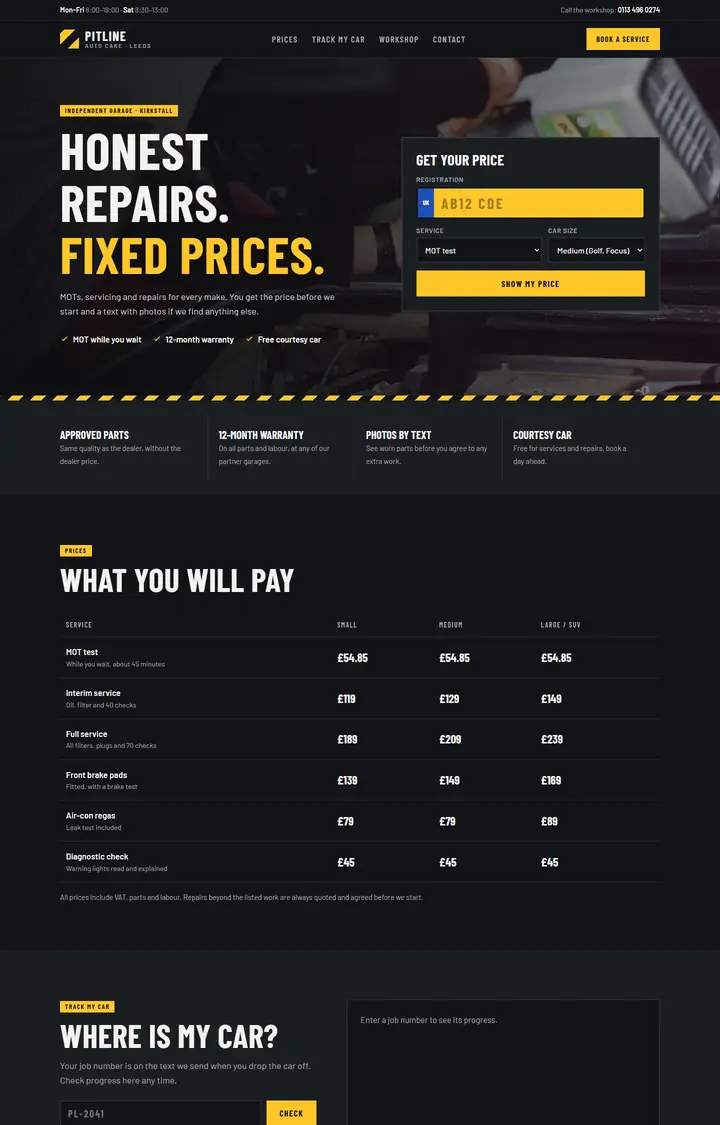 Mon–Fri 8:00–18:00 · Sat 8:30–13:00
Call the workshop: 0113 496 0274
PITLINE
AUTO CARE · LEEDS
PRICES
TRACK MY CAR
WORKSHOP
CONTACT
BOOK A SERVICE
INDEPENDENT GARAGE · KIRKSTALL
HONEST
REPAIRS.
FIXED PRICES.
MOTs, servicing and repairs for every make. You get the price before we
start and a text with photos if we find anything else.
MOT while you wait
12-month warranty
Free courtesy car
GET YOUR PRICE
REGISTRATION
UK
AB12 CDE
SERVICE
CAR SIZE
MOT test
Medium (Golf, Focus)
SHOW MY PRICE
APPROVED PARTS
Same quality as the dealer, without the
dealer price.
12-MONTH WARRANTY
On all parts and labour, at any of our
partner garages.
PHOTOS BY TEXT
See worn parts before you agree to any
extra work.
COURTESY CAR
Free for services and repairs, book a
day ahead.
PRICES
WHAT YOU WILL PAY
SERVICE SMALL MEDIUM LARGE / SUV
MOT test
While you wait, about 45 minutes
£54.85 £54.85 £54.85
Interim service
Oil, filter and 40 checks
£119 £129 £149
Full service
All filters, plugs and 70 checks
£189 £209 £239
Front brake pads
Fitted, with a brake test
£139 £149 £169
Air-con regas
Leak test included
£79 £79 £89
Diagnostic check
Warning lights read and explained
£45 £45 £45
All prices include VAT, parts and labour. Repairs beyond the listed work are always quoted and agreed before we start.
TRACK MY CAR
WHERE IS MY CAR?
Your job number is on the text we send when you drop the car off.
Check progress here any time.
PL-2041
CHECK
Enter a job number to see its progress.